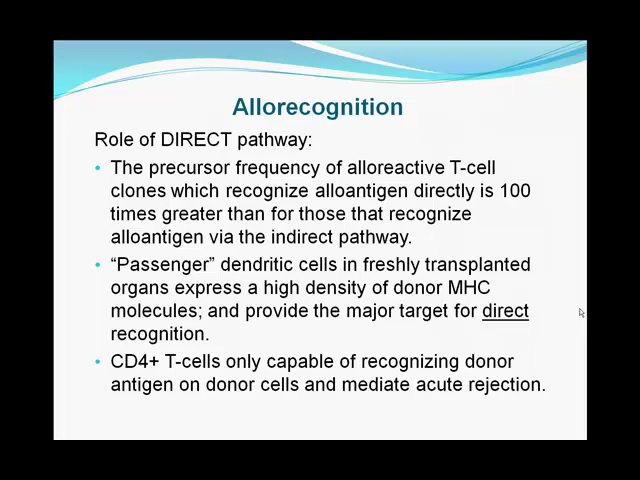 Allorecognition
Role of DIRECT pathway:
• The precursor frequency of alloreactive T-cell
clones which recognize alloantigen directly is 100
times greater than for those that recognize
alloantigen via the indirect pathway.
• “Passenger” dendritic cells in freshly transplanted
organs express a high density of donor MHC
molecules; and provide the major target for direct
recognition.
• CD4+ T-cells only capable of recognizing donor
antigen on donor cells and mediate acute rejection.